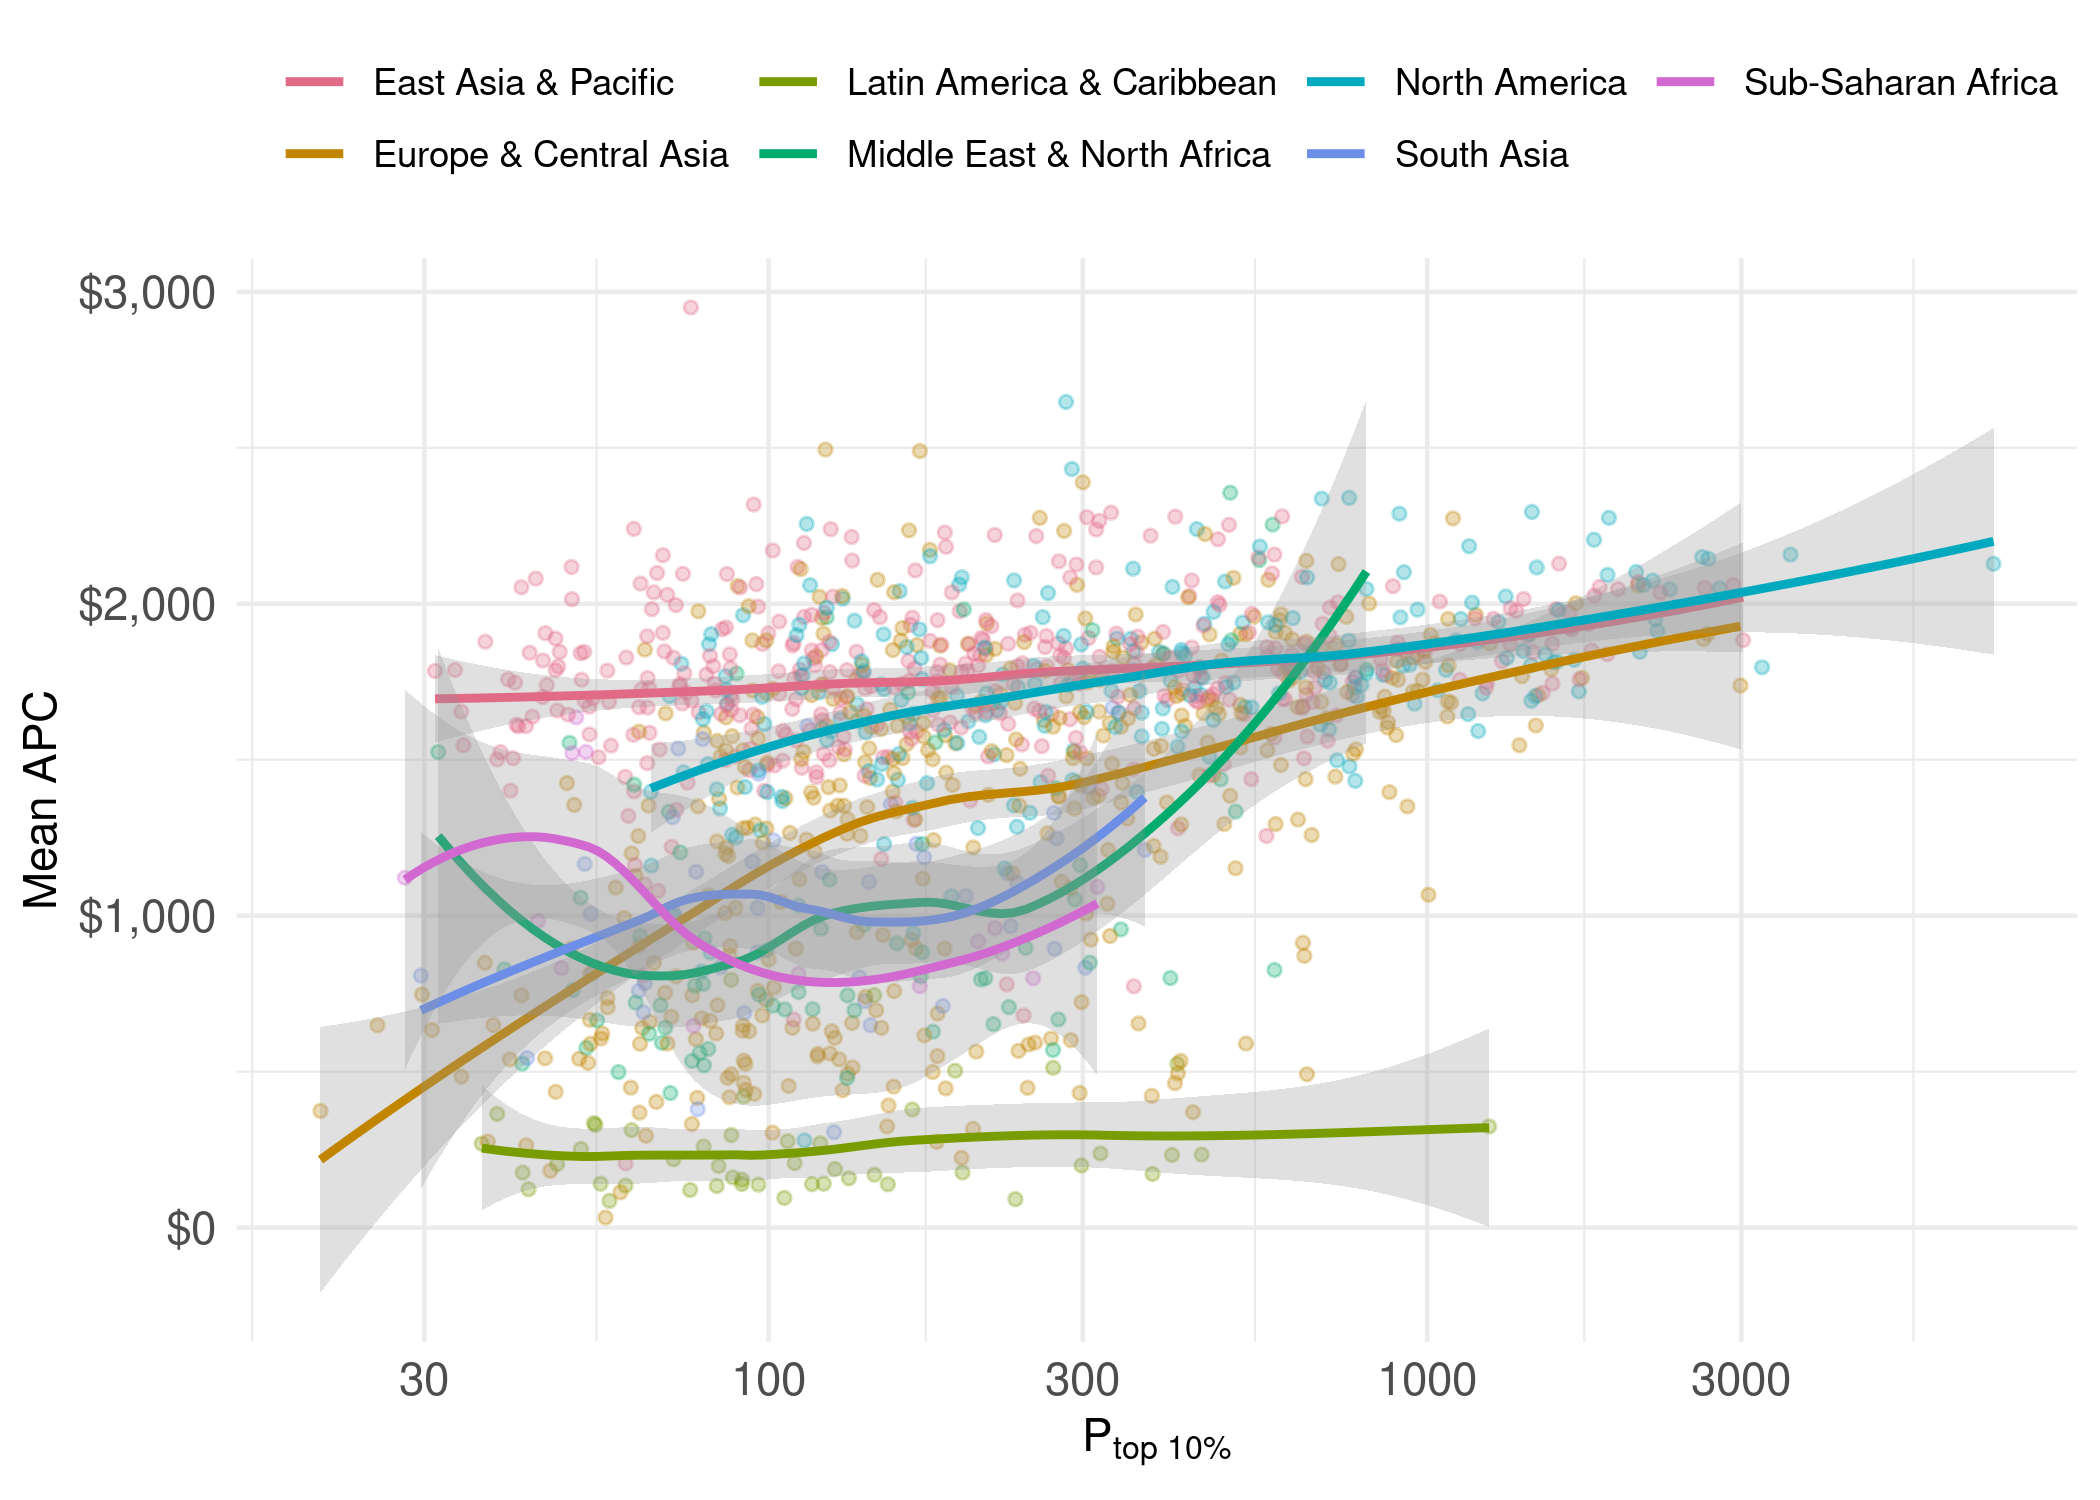 East Asia & Pacific
Latin America & Caribbean
North America
Sub-Saharan Africa
Europe & Central Asia
Middle East & North Africa
South Asia
$3,000
$2,000
$1,000
$0
Mean APC
30
100
300
1000
3000
P top 10%